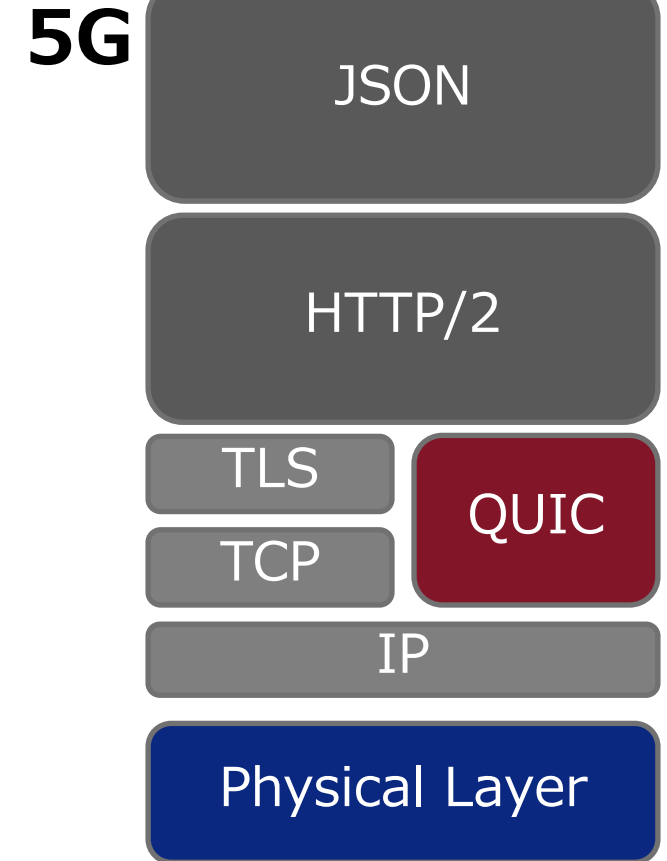 5G
JSON
HTTP/2
TLS
QUIC
TCP
IP
Physical Layer